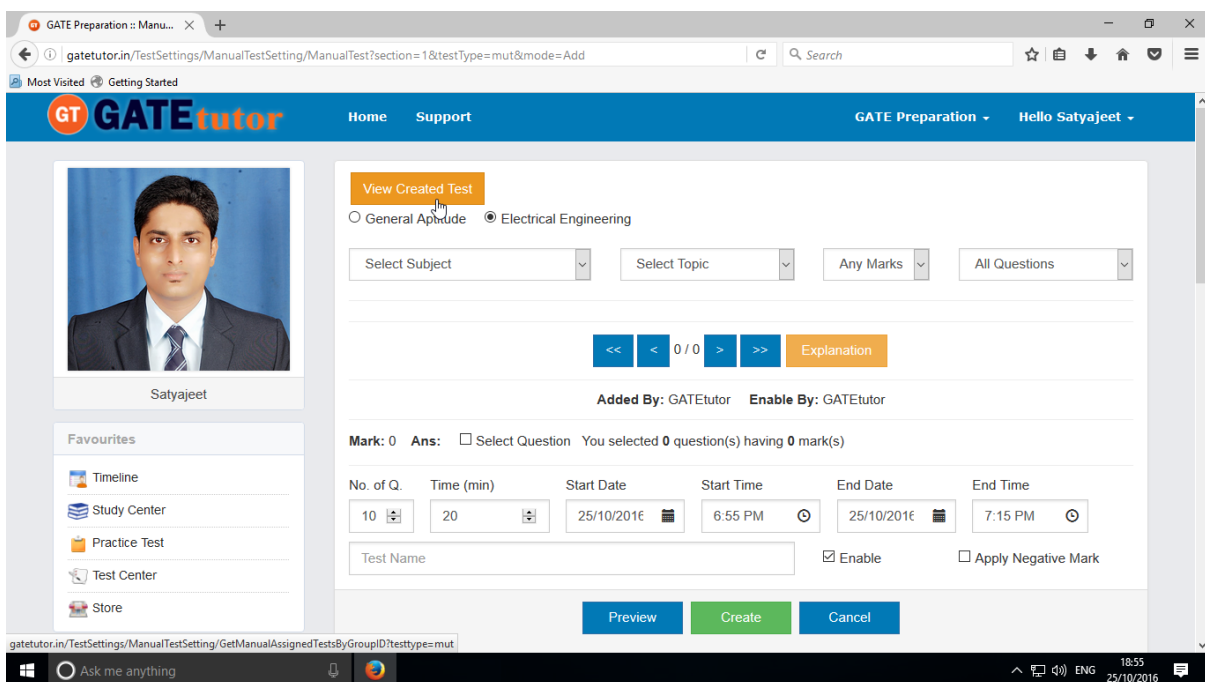 GATE Preparation :: Manu...
gatetutor.in/TestSettings/ManualTestSetting/ManualTest?section=1&testType=mut&mode=Add
Search
Most Visited Getting Started
GT GATEtutor
Home Support GATE Preparation Hello Satyajeet
View Created Test
General Aptitude Electrical Engineering
Select Subject Select Topic Any Marks All Questions
<< < 0 / 0 > >> Explanation
Satyajeet
Added By: GATEtutor Enable By: GATEtutor
Favourites
Mark: 0 Ans: Select Question You selected 0 question(s) having 0 mark(s)
Timeline
No. of Q. Time (min) Start Date Start Time End Date End Time
Study Center
10 20 25/10/2016 6:55 PM 25/10/2016 7:15 PM
Practice Test
Test Name Enable Apply Negative Mark
Test Center
Store
Preview Create Cancel
gatetutor.in/TestSettings/ManualTestSetting/GetManualAssignedTestsByGroupID?testtype=mut
Ask me anything ENG 18:55
25/10/2016